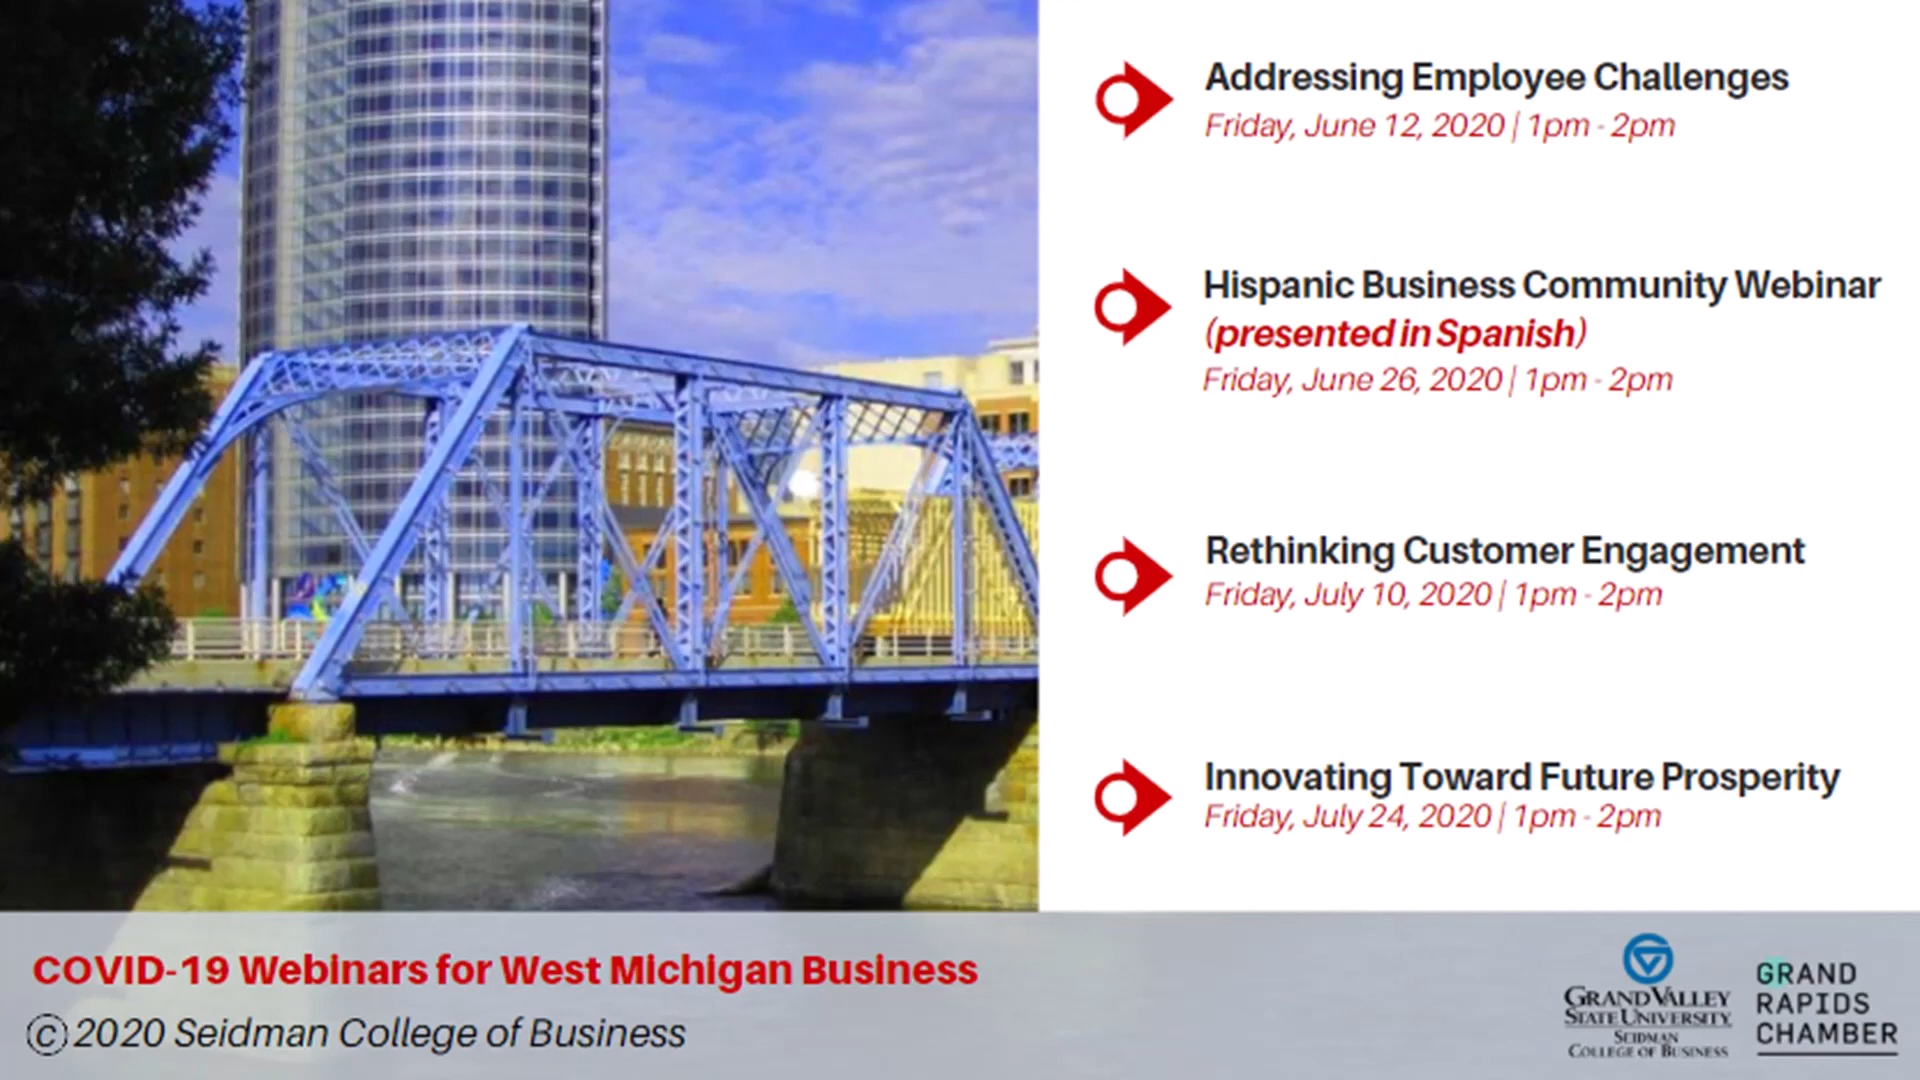 Addressing Employee Challenges
Friday, June 12, 2020 | 1pm - 2pm
Hispanic Business Community Webinar
(presented in Spanish)
Friday, June 26, 2020 | 1pm - 2pm
Rethinking Customer Engagement
Friday, July 10, 2020 | 1pm - 2pm
Innovating Toward Future Prosperity
Friday, July 24, 2020 | 1pm - 2pm
COVID-19 Webinars for West Michigan Business
© 2020 Seidman College of Business
GRAND VALLEY
STATE UNIVERSITY.
SEIDMAN
COLLEGE OF BUSINESS
GRAND
RAPIDS
CHAMBER